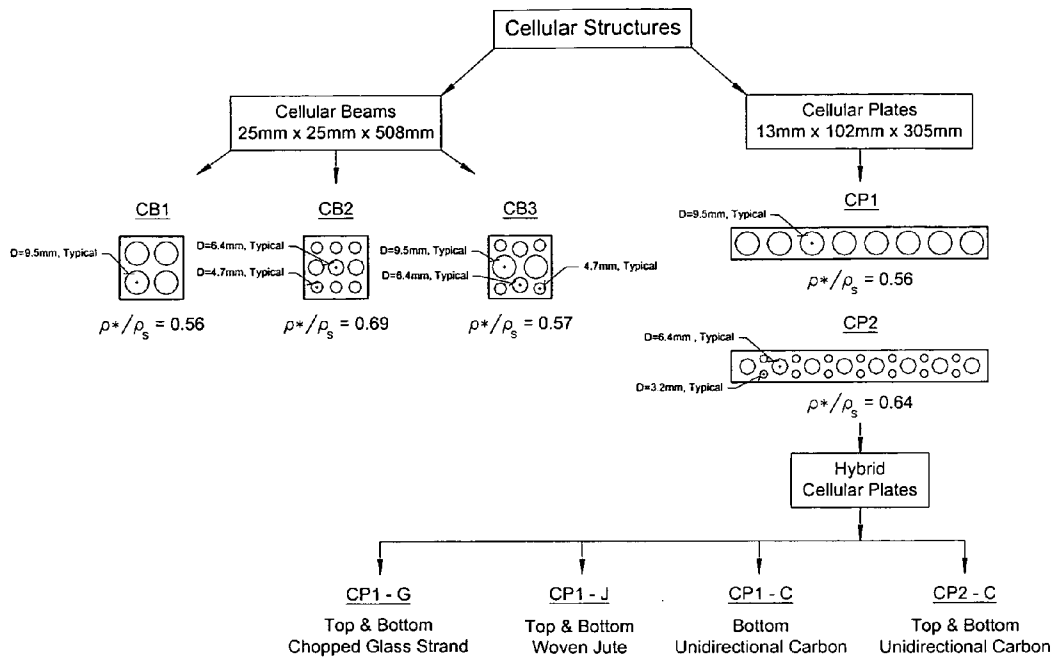 Cellular Structures
Cellular Beams
25mm x 25mm x 508mm
Cellular Plates
13mm x 102mm x 305mm
CB1
D=9.5mm, Typical
ρ*/ρs = 0.56
CB2
D=6.4mm, Typical
D=4.7mm, Typical
ρ*/ρs = 0.69
CB3
D=9.5mm, Typical
D=6.4mm, Typical
4.7mm, Typical
ρ*/ρs = 0.57
CP1
D=9.5mm, Typical
ρ*/ρs = 0.56
CP2
D=6.4mm , Typical
D=3.2mm, Typical
ρ*/ρs = 0.64
Hybrid
Cellular Plates
CP1 - G
Top & Bottom
Chopped Glass Strand
CP1 - J
Top & Bottom
Woven Jute
CP1 - C
Bottom
Unidirectional Carbon
CP2 - C
Top & Bottom
Unidirectional Carbon